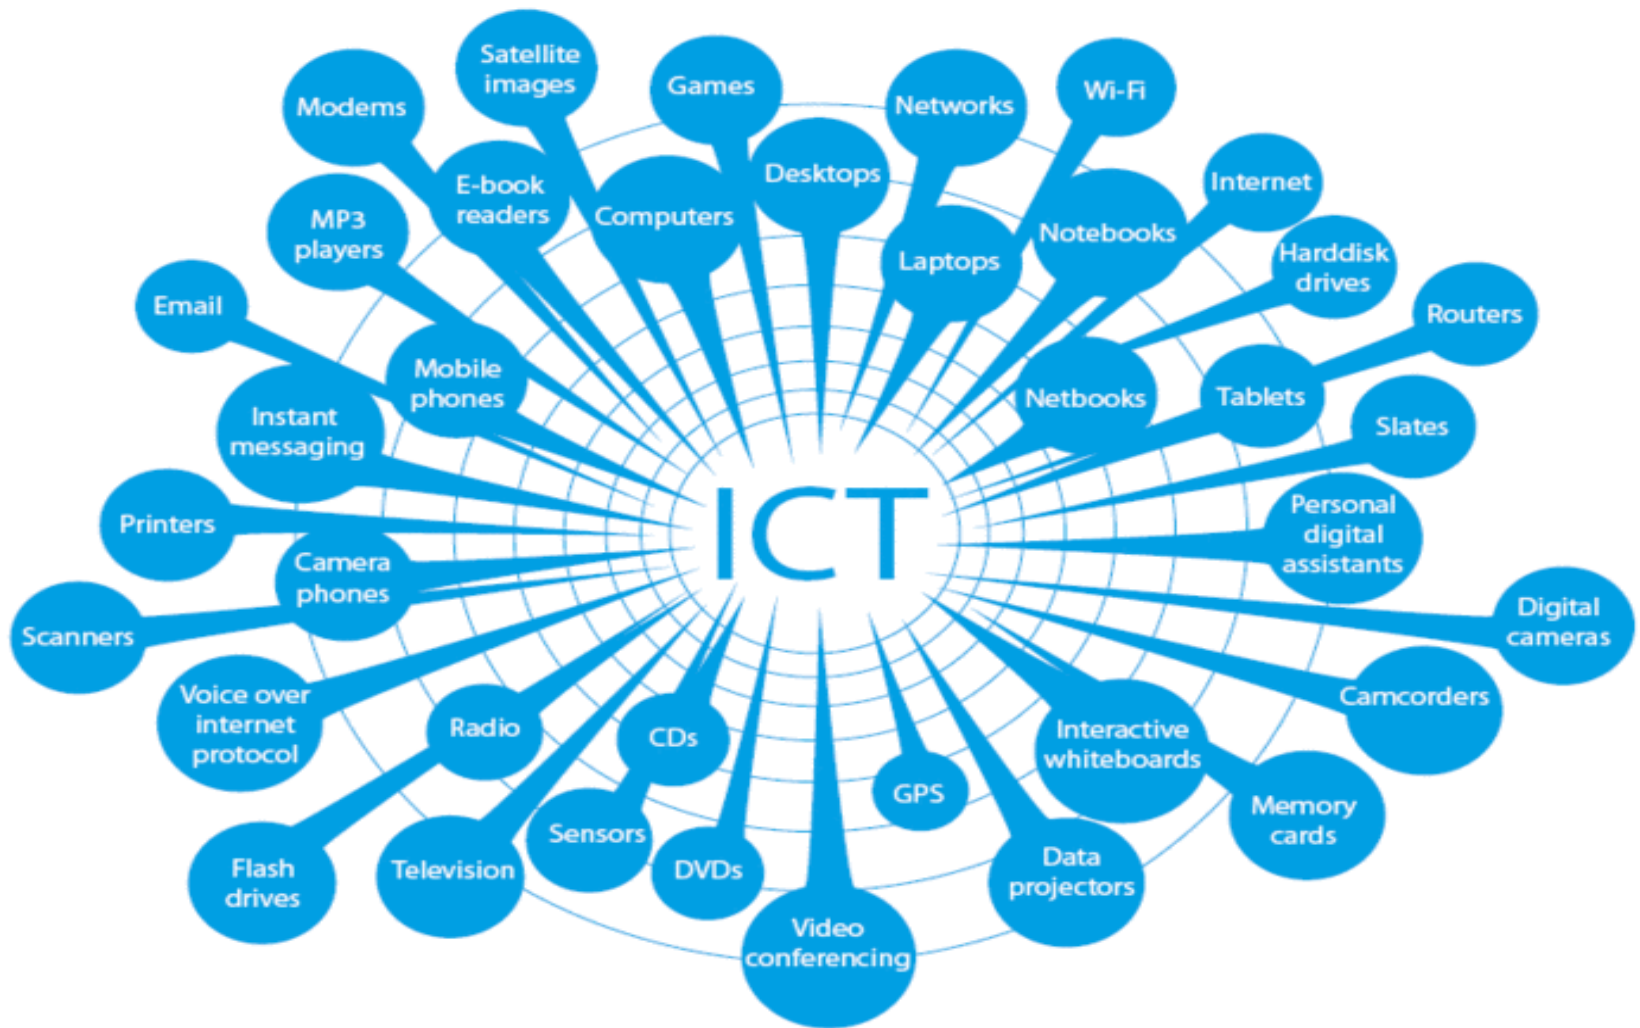 Satellite
images
Games
Networks
Wi-Fi
Modems
Desktops
E-book
readers
Computers
Internet
MP3
players
Laptops
Notebooks
Harddisk
drives
Email
Routers
Mobile
phones
Netbooks
Tablets
Instant
messaging
Slates
ICT
Printers
Personal
digital
assistants
Camera
phones
Scanners
Digital
cameras
Voice over
internet
protocol
Radio
CDs
Interactive
whiteboards
Camcorders
GPS
Memory
cards
Flash
drives
Television
Sensors
DVDs
Data
projectors
Video
conferencing